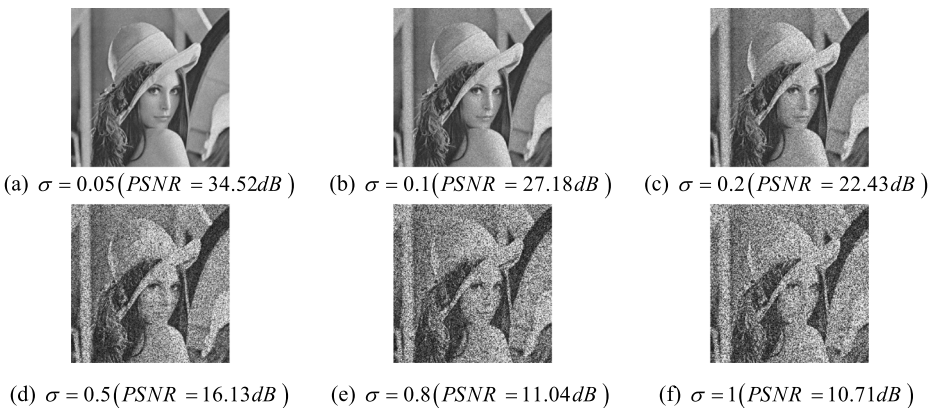 (a) σ = 0.05(PSNR = 34.52dB)
(b) σ = 0.1(PSNR = 27.18dB)
(c) σ = 0.2(PSNR = 22.43dB)
(d) σ = 0.5(PSNR = 16.13dB)
(e) σ = 0.8(PSNR = 11.04dB)
(f) σ = 1(PSNR = 10.71dB)